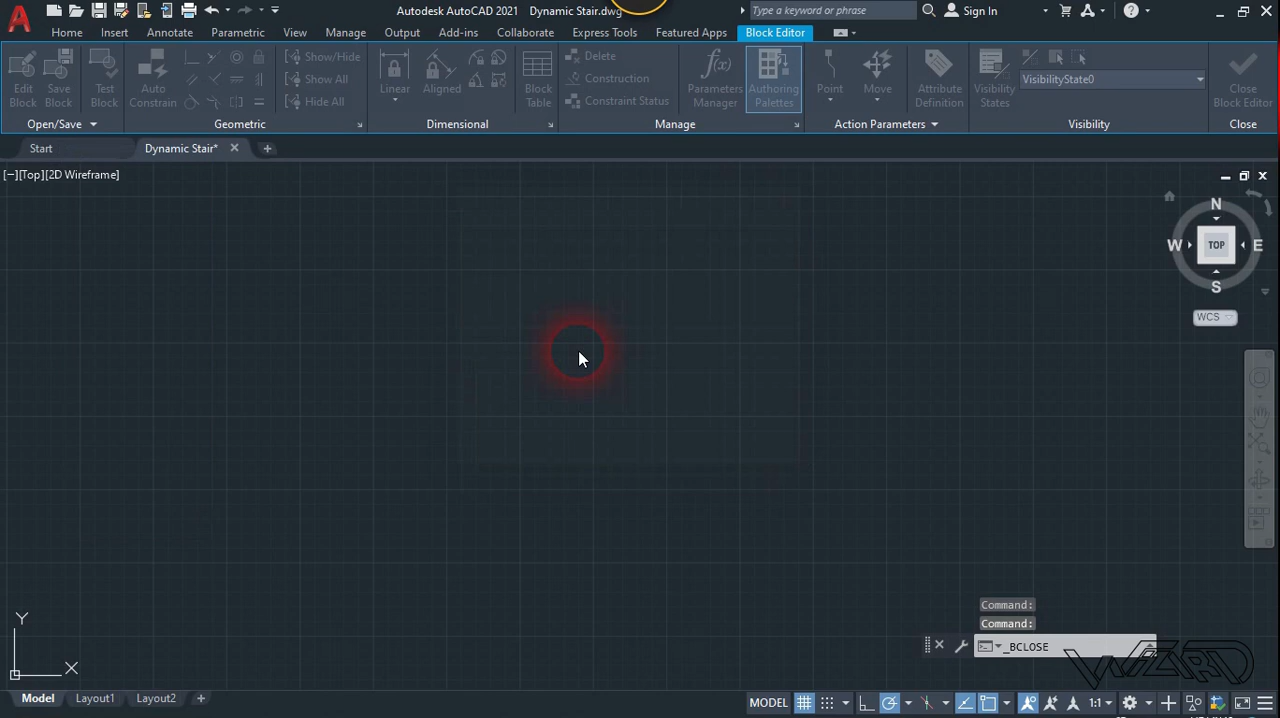 Autodesk AutoCAD 2021 Dynamic Stair.dwg Type a keyword or phrase Sign In
Home Insert Annotate Parametric View Manage Output Add-ins Collaborate Express Tools Featured Apps Block Editor
Edit Block
Save Block
Test Block
Auto Constrain
Show/Hide
Show All
Hide All
Linear
Aligned
Block Table
Delete
Construction
Constraint Status
Parameters Manager
Authoring Palettes
Point
Move
Attribute Definition
Visibility States
VisibilityState0
Close Block Editor
Open/Save Geometric Dimensional Manage Action Parameters Visibility Close
Start Dynamic Stair*
[−][Top][2D Wireframe]
N
W TOP E
S
WCS
Y
X
Command:
Command:
_BCLOSE
WIZARD
Model Layout1 Layout2 MODEL 1:1